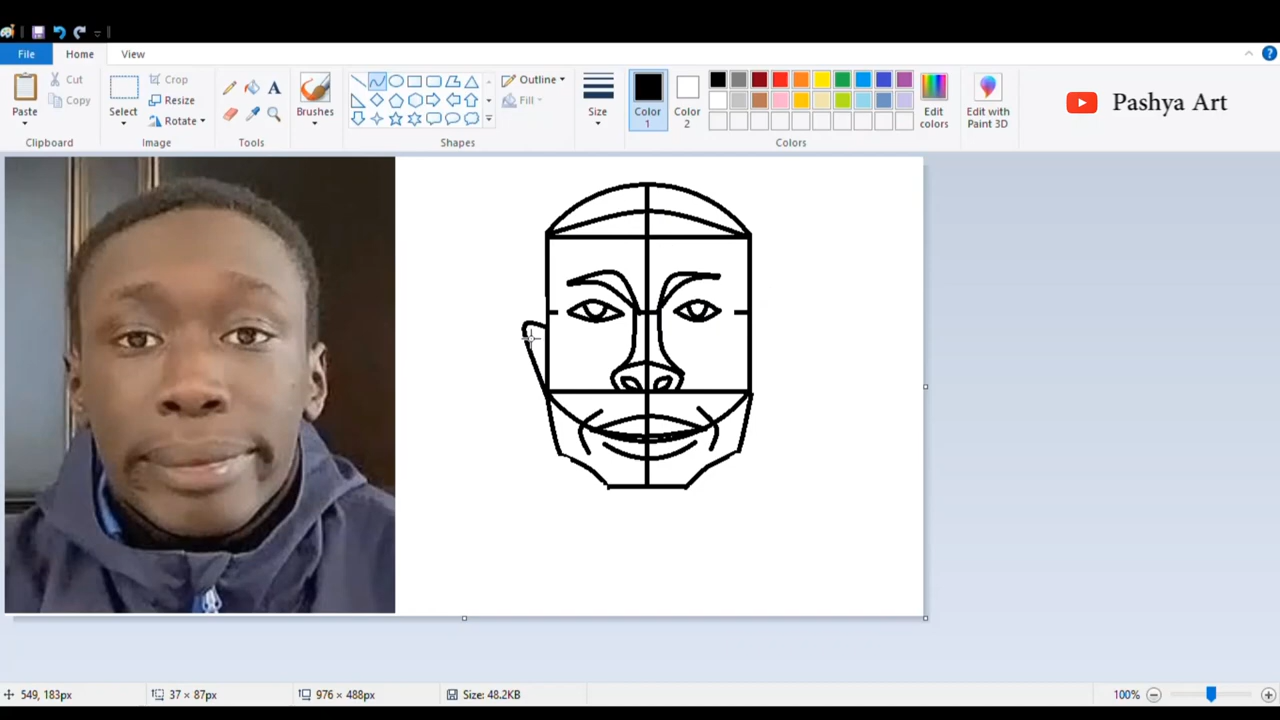 File
Home
View
Paste
Cut
Copy
Clipboard
Select
Crop
Resize
Rotate
Image
A
Tools
Brushes
Outline
Fill
Shapes
Size
Color
1
Color
2
Edit
colors
Colors
Edit with
Paint 3D
Pashya Art
549, 183px
37 × 87px
976 × 488px
Size: 48.2KB
100%